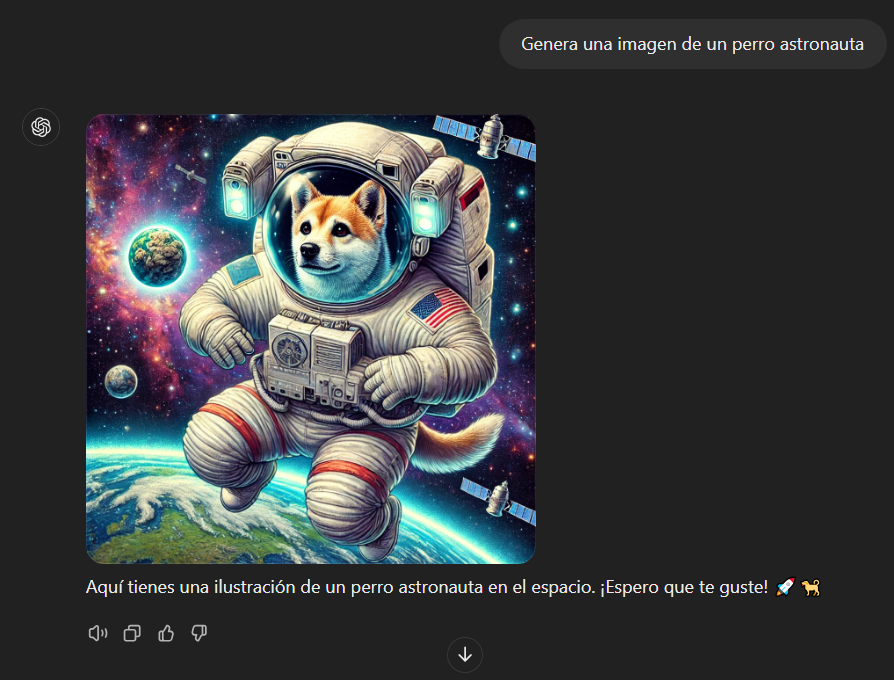 Genera una imagen de un perro astronauta
Aquí tienes una ilustración de un perro astronauta en el espacio. ¡Espero que te guste! 🚀 🐕